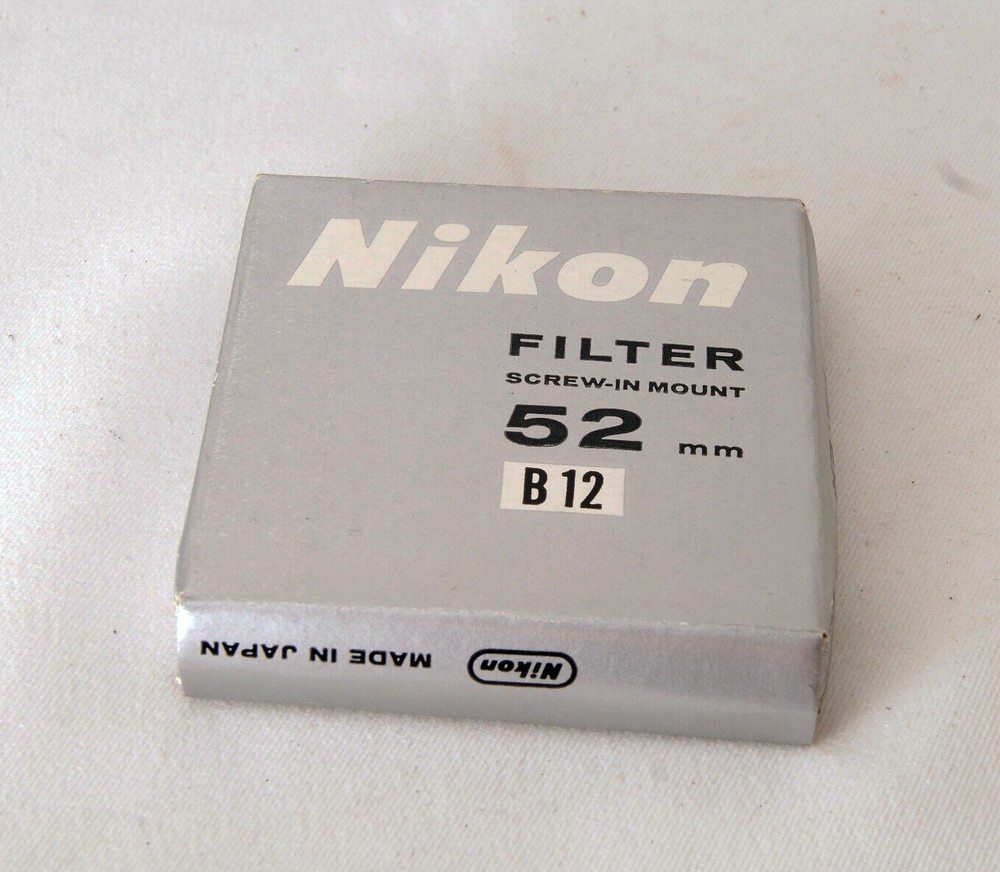 Nikon
FILTER
SCREW-IN MOUNT
52 mm
B 12
MADE IN JAPAN
Nikon